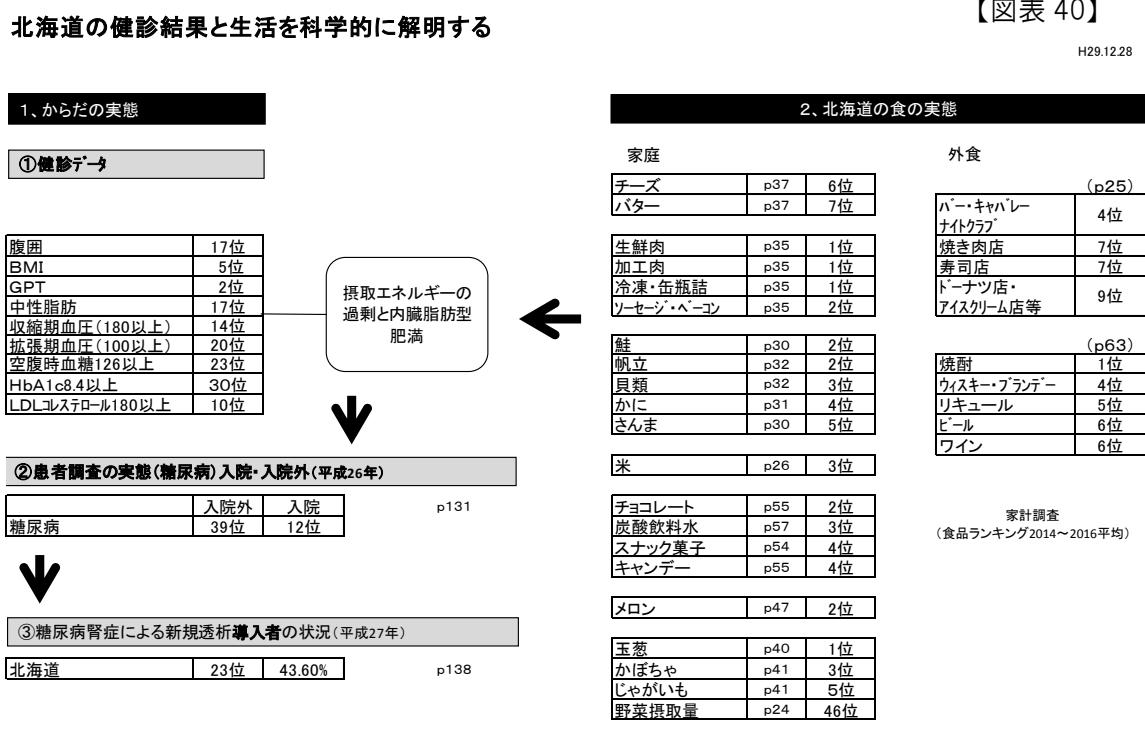 北海道の健診結果と生活を科学的に解明する
【図表 40】
H29.12.28
1、からだの実態
①健診データ
腹囲 17位
BMI 5位
GPT 2位
中性脂肪 17位
収縮期血圧(180以上) 14位
拡張期血圧(100以上) 20位
空腹時血糖126以上 23位
HbA1c8.4以上 30位
LDLコレステロール180以上 10位
摂取エネルギーの
過剰と内臓脂肪型
肥満
②患者調査の実態(糖尿病)入院・入院外(平成26年)
入院外 入院 p131
糖尿病 39位 12位
③糖尿病腎症による新規透析導入者の状況(平成27年)
北海道 23位 43.60% p138
2、北海道の食の実態
家庭
チーズ p37 6位
バター p37 7位
生鮮肉 p35 1位
加工肉 p35 1位
冷凍・缶瓶詰 p35 1位
ソーセージ・ベーコン p35 2位
鮭 p30 2位
帆立 p32 2位
貝類 p32 3位
かに p31 4位
さんま p30 5位
米 p26 3位
チョコレート p55 2位
炭酸飲料水 p57 3位
スナック菓子 p54 4位
キャンデー p55 4位
メロン p47 2位
玉葱 p40 1位
かぼちゃ p41 3位
じゃがいも p41 5位
野菜摂取量 p24 46位
外食
(p25)
バー・キャバレー
ナイトクラブ 4位
焼き肉店 7位
寿司店 7位
ドーナツ店・
アイスクリーム店等 9位
(p63)
焼酎 1位
ウィスキー・ブランデー 4位
リキュール 5位
ビール 6位
ワイン 6位
家計調査
(食品ランキング2014～2016平均)